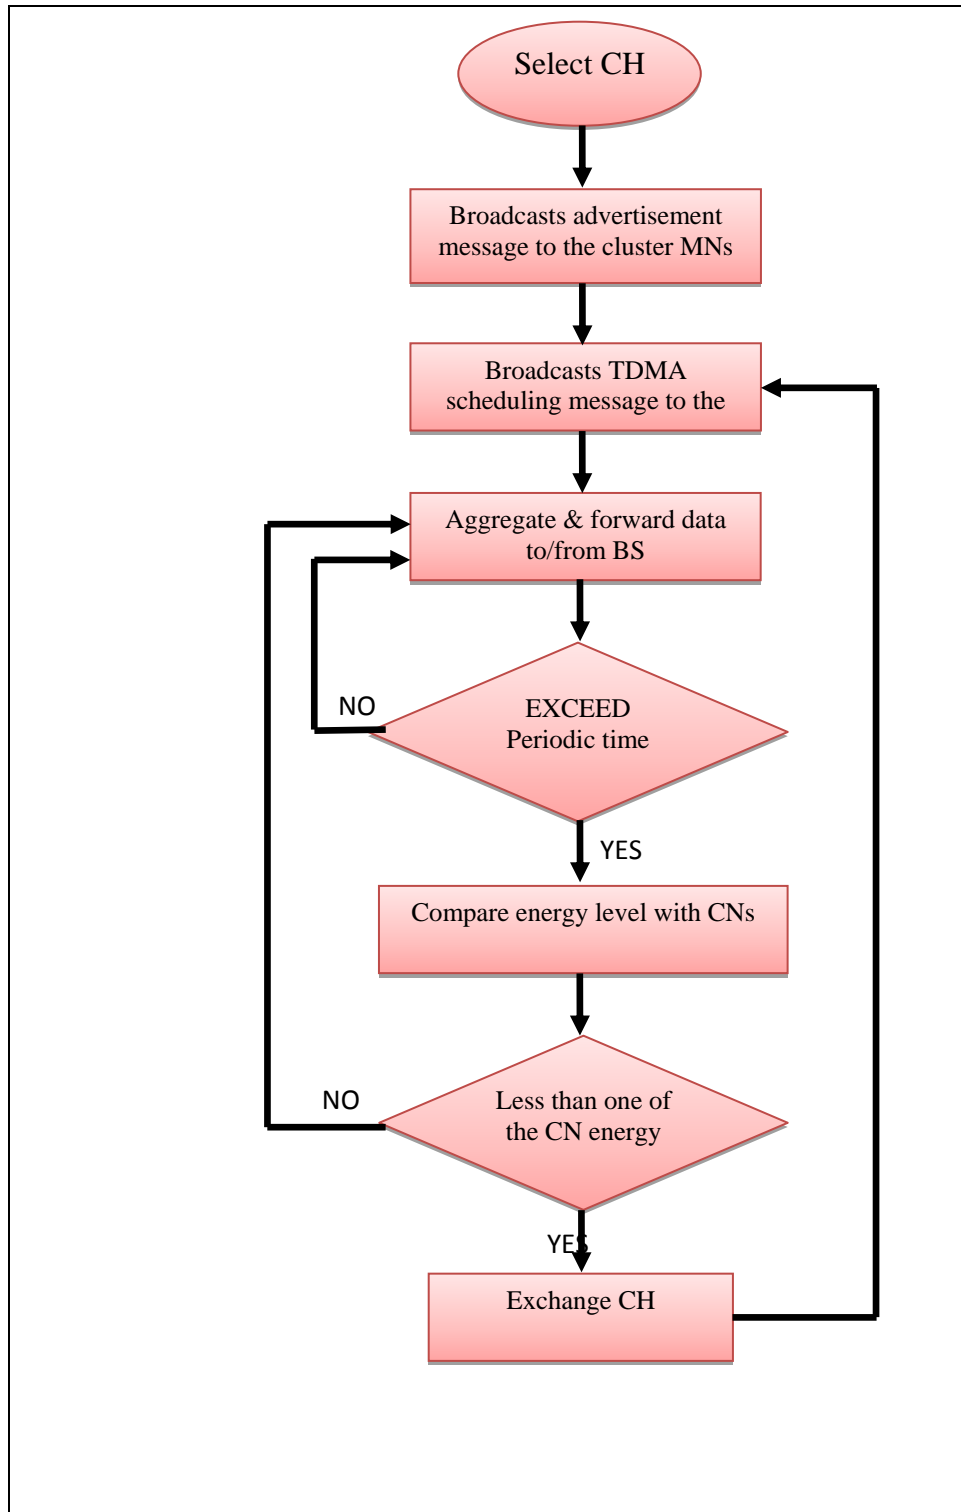 Select CH
Broadcasts advertisement
message to the cluster MNs
Broadcasts TDMA
scheduling message to the
Aggregate & forward data
to/from BS
NO
EXCEED
Periodic time
YES
Compare energy level with CNs
NO
Less than one of
the CN energy
YES
Exchange CH